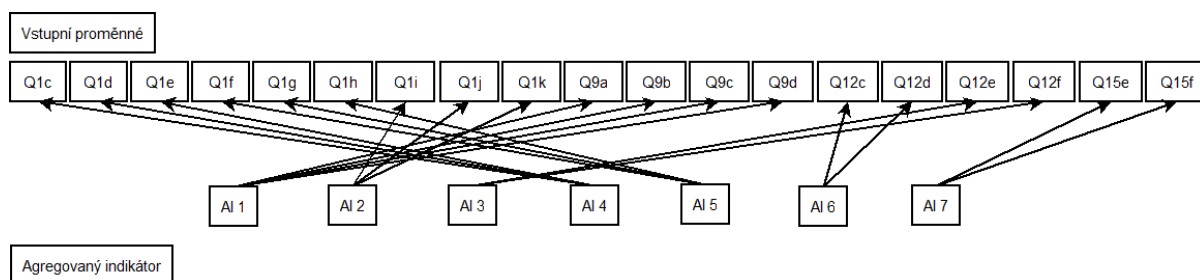 Vstupní proměnné
Q1c Q1d Q1e Q1f Q1g Q1h Q1i Q1j Q1k Q9a Q9b Q9c Q9d Q12c Q12d Q12e Q12f Q15e Q15f
AI 1 AI 2 AI 3 AI 4 AI 5 AI 6 AI 7
Agregovaný indikátor